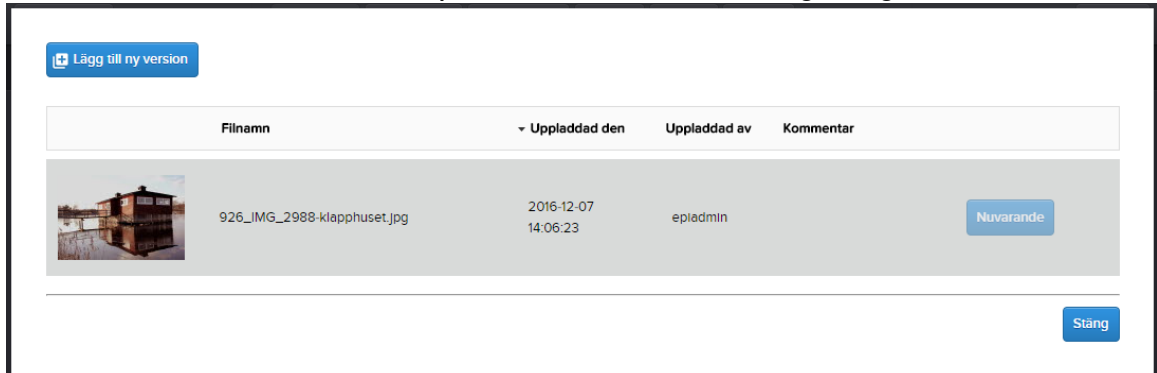 Lägg till ny version
Filnamn Uppladdad den Uppladdad av Kommentar
926_IMG_2988-klapphuset.jpg 2016-12-07 14:06:23 epiadmin Nuvarande
Stäng